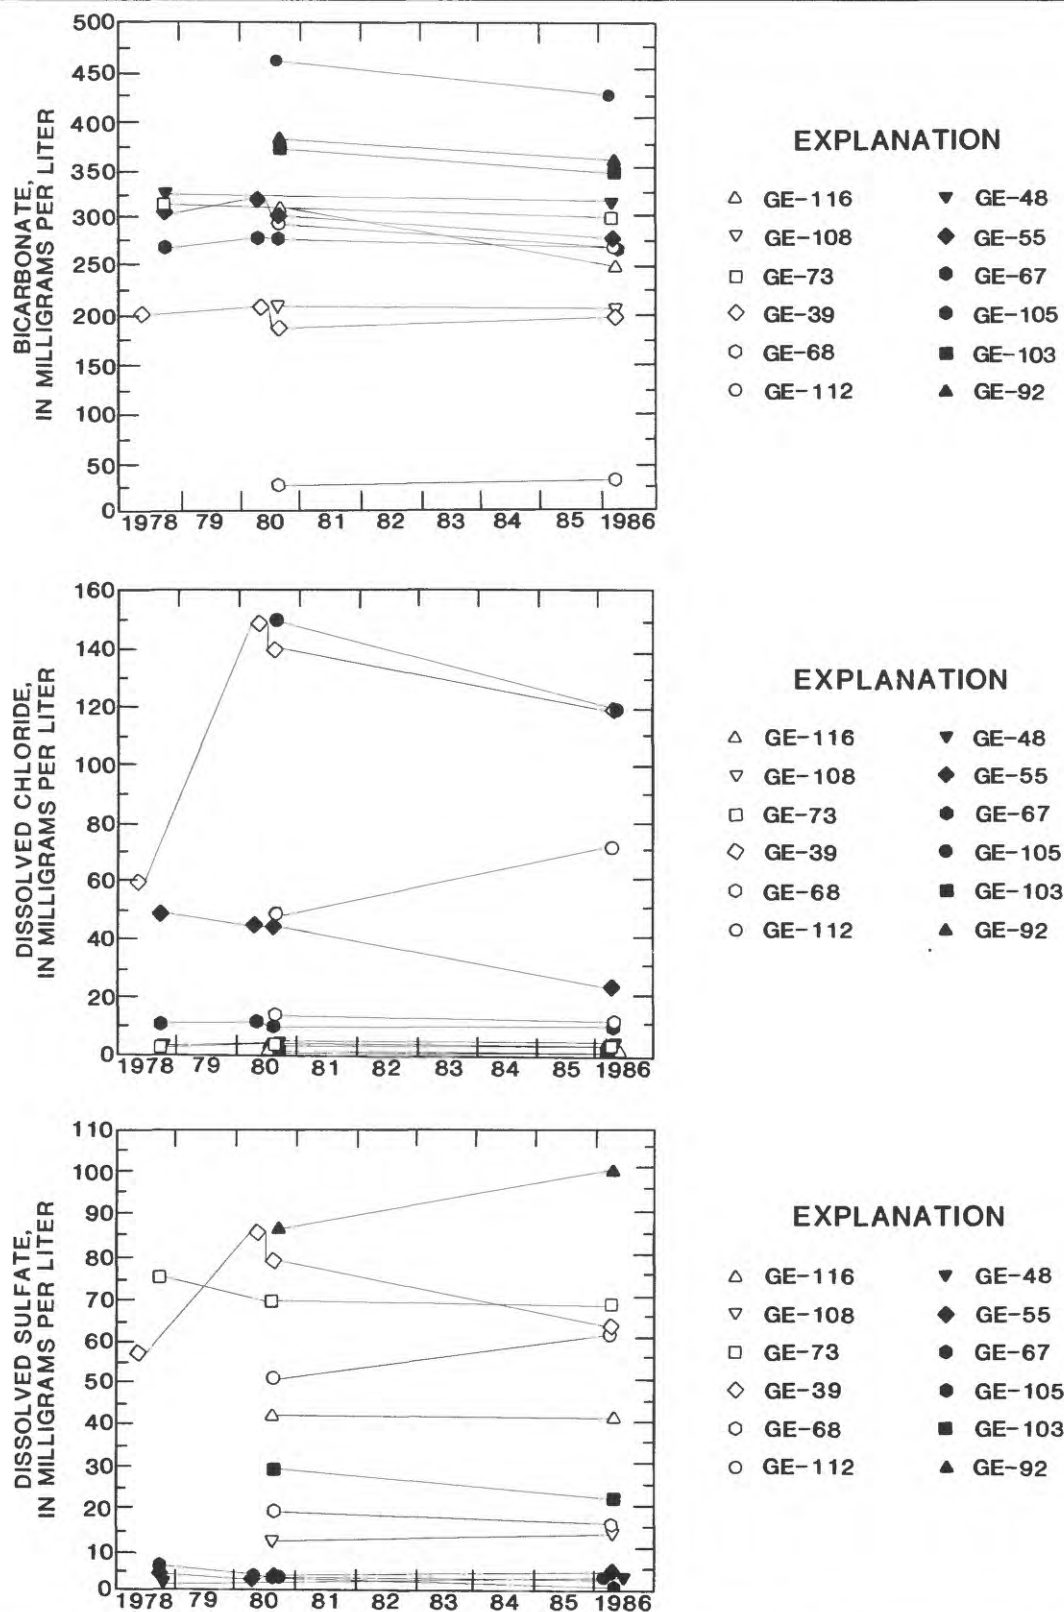 500
450
400
350
300
250
200
150
100
50
0
BICARBONATE,
IN MILLIGRAMS PER LITER
1978 79 80 81 82 83 84 85 1986
EXPLANATION
GE-116 GE-48
GE-108 GE-55
GE-73 GE-67
GE-39 GE-105
GE-68 GE-103
GE-112 GE-92
160
140
120
100
80
60
40
20
0
DISSOLVED CHLORIDE,
IN MILLIGRAMS PER LITER
1978 79 80 81 82 83 84 85 1986
EXPLANATION
GE-116 GE-48
GE-108 GE-55
GE-73 GE-67
GE-39 GE-105
GE-68 GE-103
GE-112 GE-92
110
100
90
80
70
60
50
40
30
20
10
0
DISSOLVED SULFATE,
IN MILLIGRAMS PER LITER
1978 79 80 81 82 83 84 85 1986
EXPLANATION
GE-116 GE-48
GE-108 GE-55
GE-73 GE-67
GE-39 GE-105
GE-68 GE-103
GE-112 GE-92